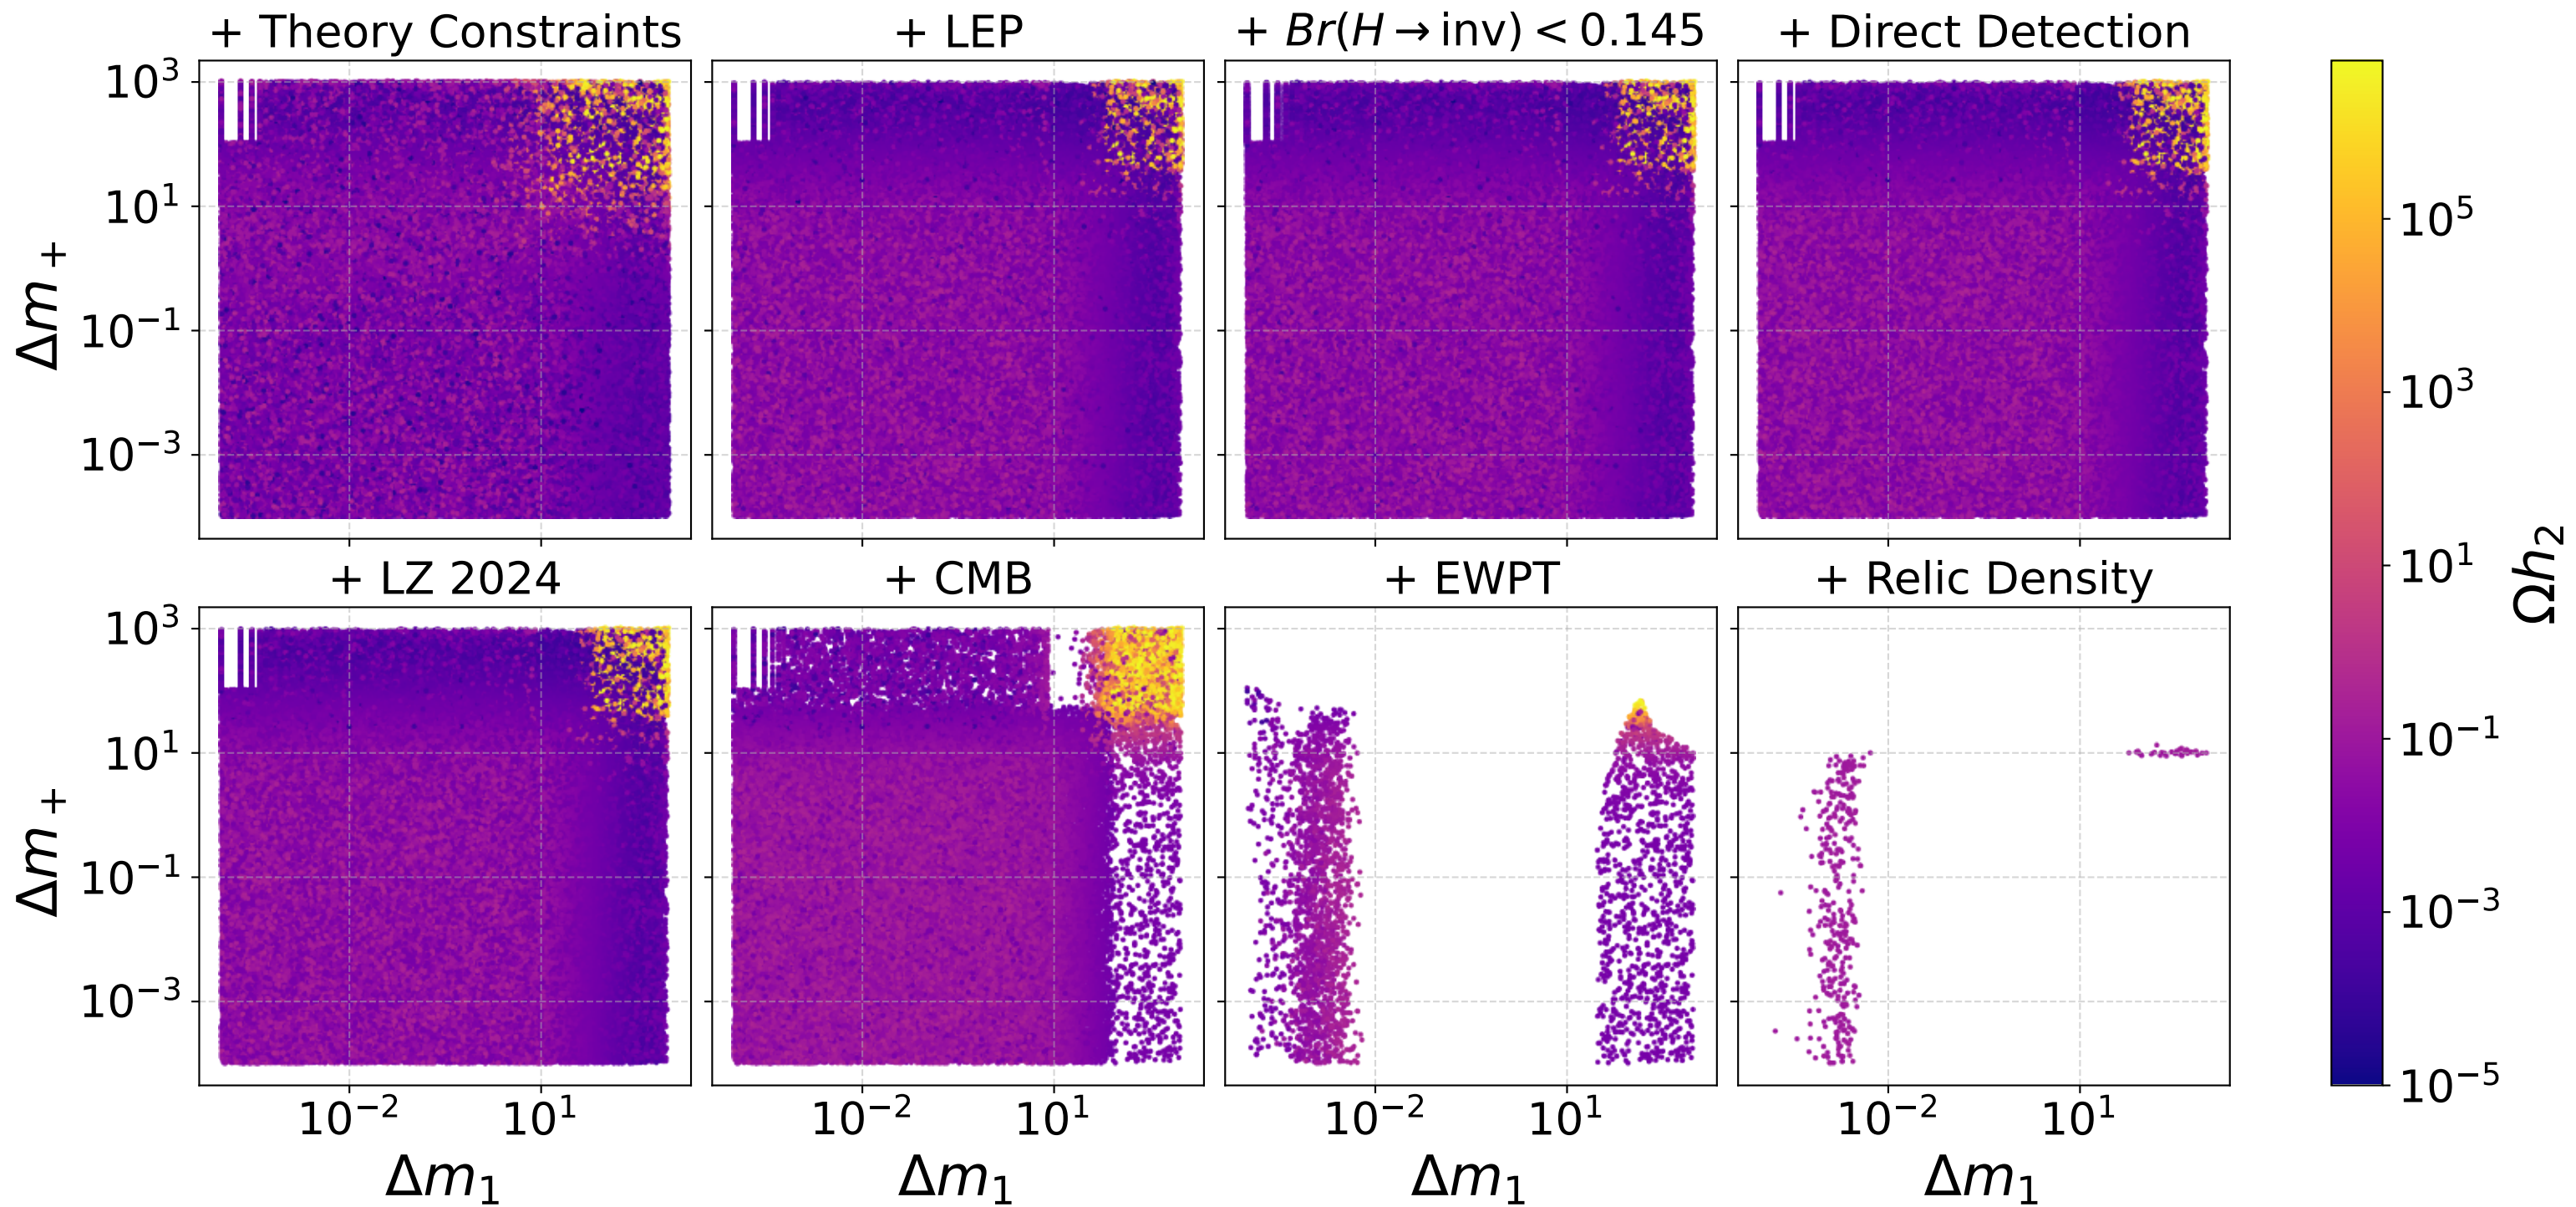 + Theory Constraints
+ LEP
+ Br(H → inv) < 0.145
+ Direct Detection
10³
10¹
10⁻¹
10⁻³
Δm₊
+ LZ 2024
+ CMB
+ EWPT
+ Relic Density
10³
10¹
10⁻¹
10⁻³
Δm₊
10⁻² 10¹
10⁻² 10¹
10⁻² 10¹
10⁻² 10¹
Δm₁
Δm₁
Δm₁
Δm₁
10⁵
10³
10¹
10⁻¹
10⁻³
10⁻⁵
Ωh₂